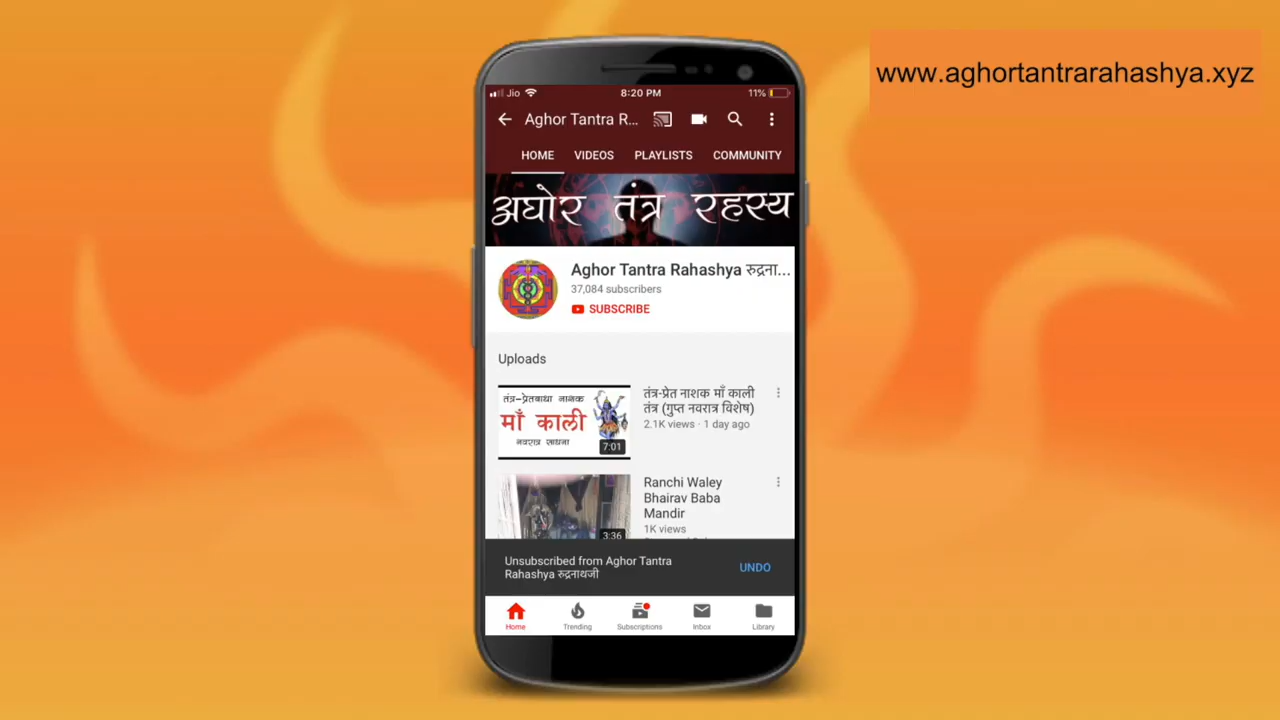 www.aghortantrarahashya.xyz
Jio 8:20 PM 11%
Aghor Tantra R...
HOME VIDEOS PLAYLISTS COMMUNITY
अघोर तंत्र रहस्य
Aghor Tantra Rahashya रुद्रना...
37,084 subscribers
SUBSCRIBE
Uploads
तंत्र-प्रेतबाधा नाशक
माँ काली
नवरात्र साधना
7:01
तंत्र-प्रेत नाशक माँ काली
तंत्र (गुप्त नवरात्र विशेष)
2.1K views · 1 day ago
3:36
Ranchi Waley
Bhairav Baba
Mandir
1K views
Unsubscribed from Aghor Tantra
Rahashya रुद्रनाथजी
UNDO
Home Trending Subscriptions Inbox Library